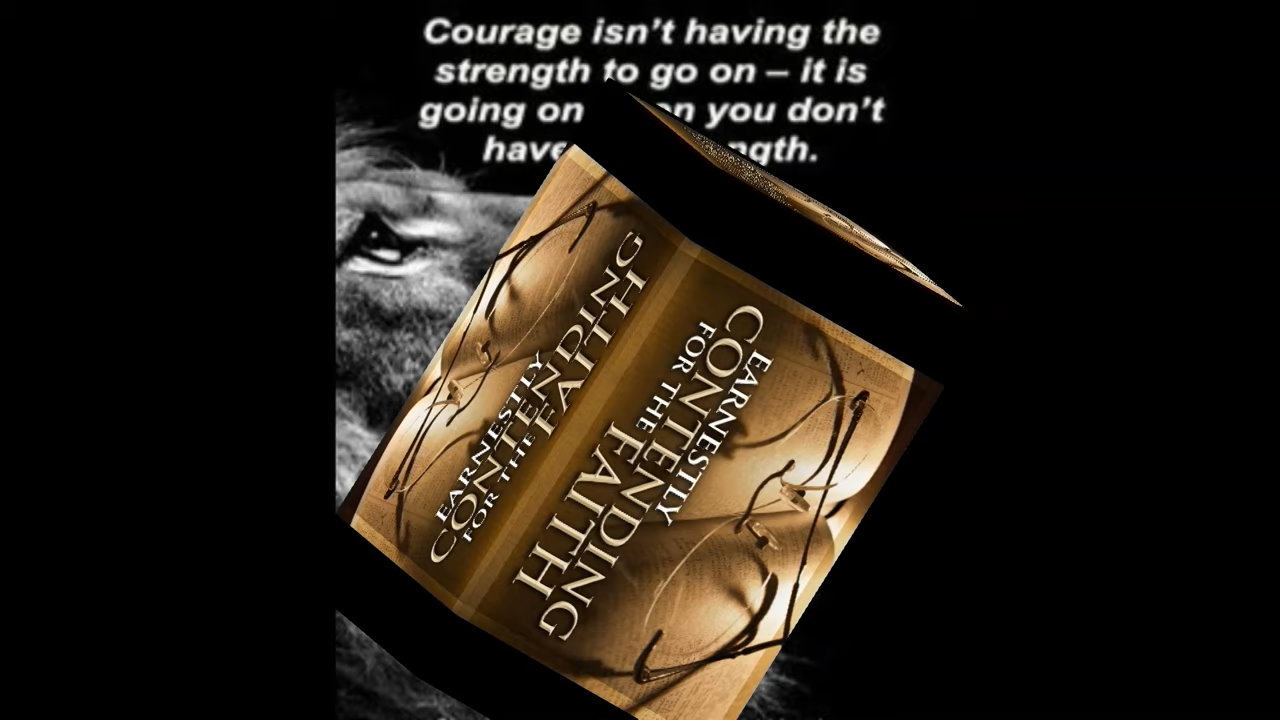 Courage isn't having the
strength to go on – it is
going on you don't
have
EARNESTLY
CONTENDING
FOR THE
FAITH
EARNESTLY
CONTENDING
FOR THE
FAITH